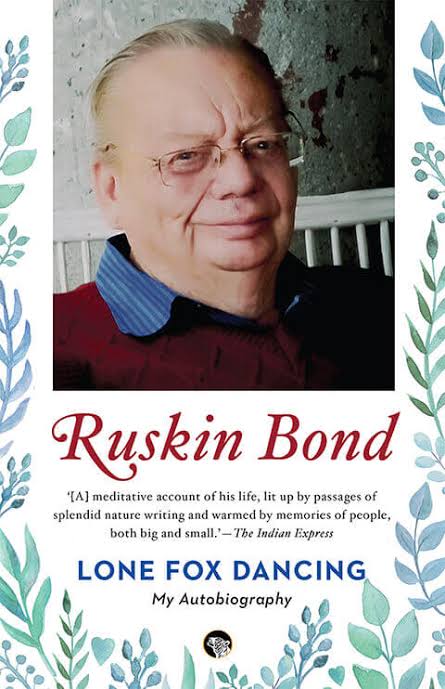 Ruskin Bond
‘[A] meditative account of his life, lit up by passages of
splendid nature writing and warmed by memories of people,
both big and small.’—The Indian Express
LONE FOX DANCING
My Autobiography